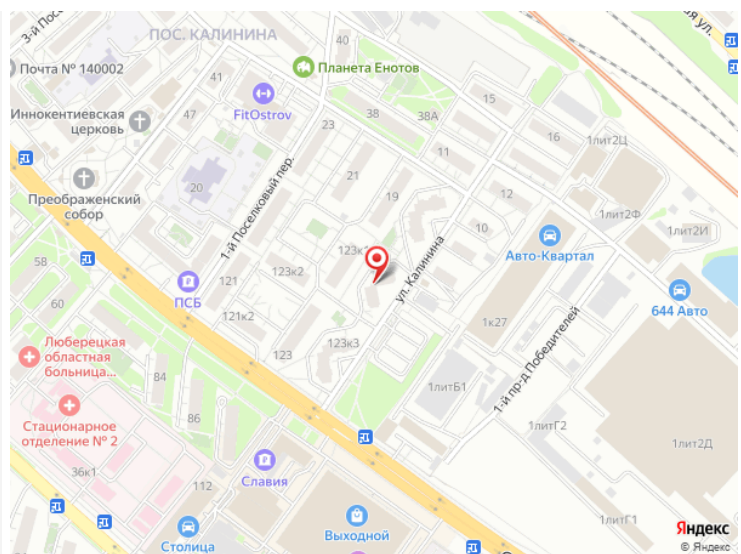 3-й Посел
ПОС. КАЛИНИНА
40
я ул.
Почта № 140002
41
Планета Енотов
FitOstrov
Иннокентиевская
церковь
47
38
38А
15
23
16
1лит2Ц
Преображенский
собор
20
21
19
12
1лит2Ф
1-й Поселковый пер.
10
1лит2И
123к1
Авто-Квартал
58
121
123к2
ул. Калинина
ПСБ
60
121к2
644 Авто
1к27
Люберецкая
областная
больница...
123
123к3
1-й пр-д Победителей
84
1литБ1
Стационарное
отделение № 2
86
1литГ2
1лит2Д
36к1
112
Славия
1литГ1
Столица
Выходной
Яндекс
© Яндекс